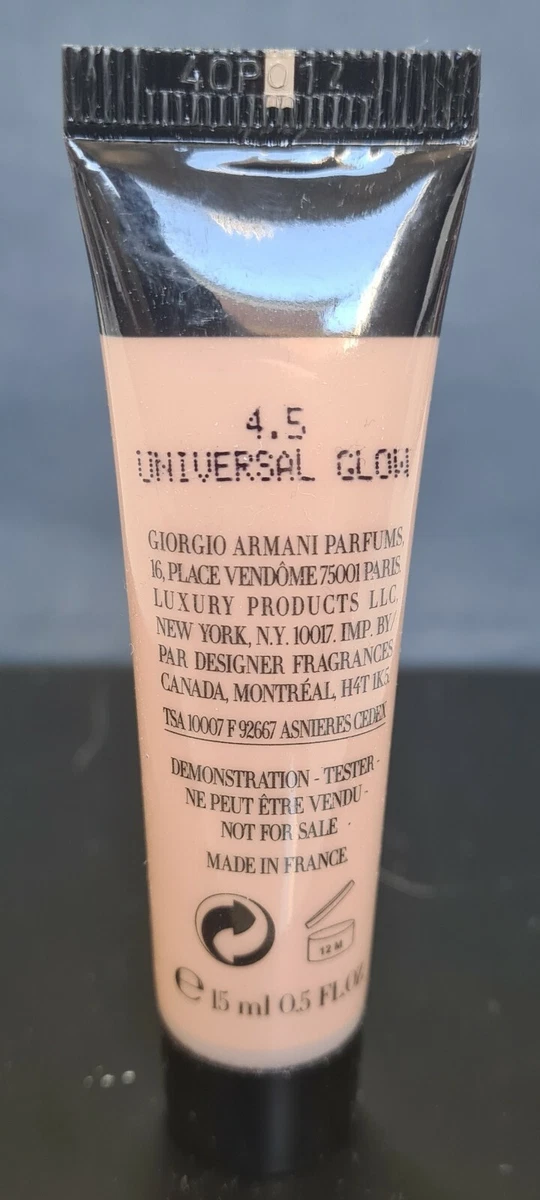 40P017
4.5
UNIVERSAL GLOW
GIORGIO ARMANI PARFUMS,
16, PLACE VENDÔME 75001 PARIS.
LUXURY PRODUCTS LLC,
NEW YORK, N.Y. 10017. IMP. BY/
PAR DESIGNER FRAGRANCES
CANADA, MONTRÉAL, H4T 1K5.
TSA 10007 F 92667 ASNIERES CEDEX
DEMONSTRATION - TESTER -
NE PEUT ÊTRE VENDU -
NOT FOR SALE -
MADE IN FRANCE.
12 M
℮ 15 ml 0.5 FL.OZ.